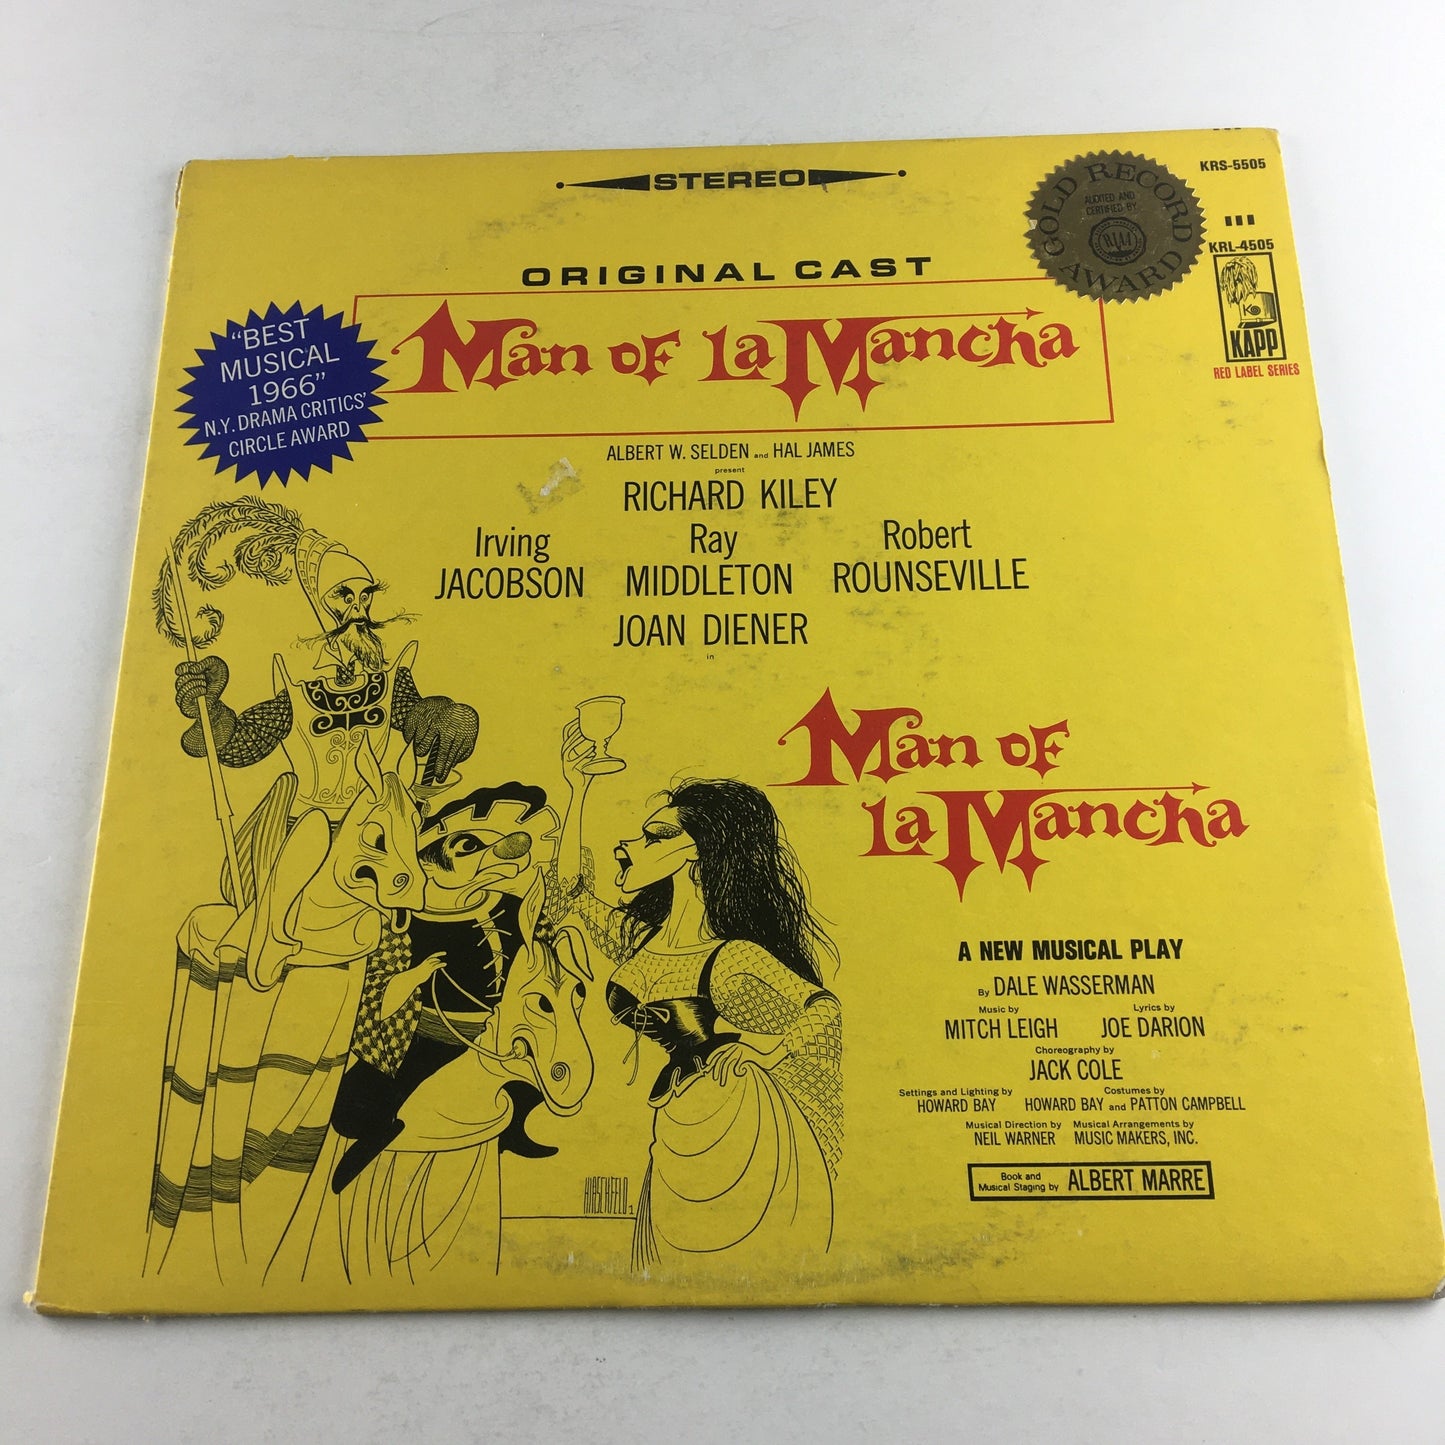 STEREO
KRS-5505
GOLD RECORD AWARD
AUDITED AND
CERTIFIED BY
RIAA
KRL-4505
K
KAPP
RED LABEL SERIES
ORIGINAL CAST
Man OF La Mancha
"BEST
MUSICAL
1966"
N.Y. DRAMA CRITICS'
CIRCLE AWARD
ALBERT W. SELDEN and HAL JAMES
present
RICHARD KILEY
Irving Ray Robert
JACOBSON MIDDLETON ROUNSEVILLE
JOAN DIENER
in
Man OF
La Mancha
A NEW MUSICAL PLAY
By DALE WASSERMAN
Music by Lyrics by
MITCH LEIGH JOE DARION
Choreography by
JACK COLE
Settings and Lighting by Costumes by
HOWARD BAY HOWARD BAY and PATTON CAMPBELL
Musical Direction by Musical Arrangements by
NEIL WARNER MUSIC MAKERS, INC.
Book and
Musical Staging by ALBERT MARRE
HIRSCHFELD 1